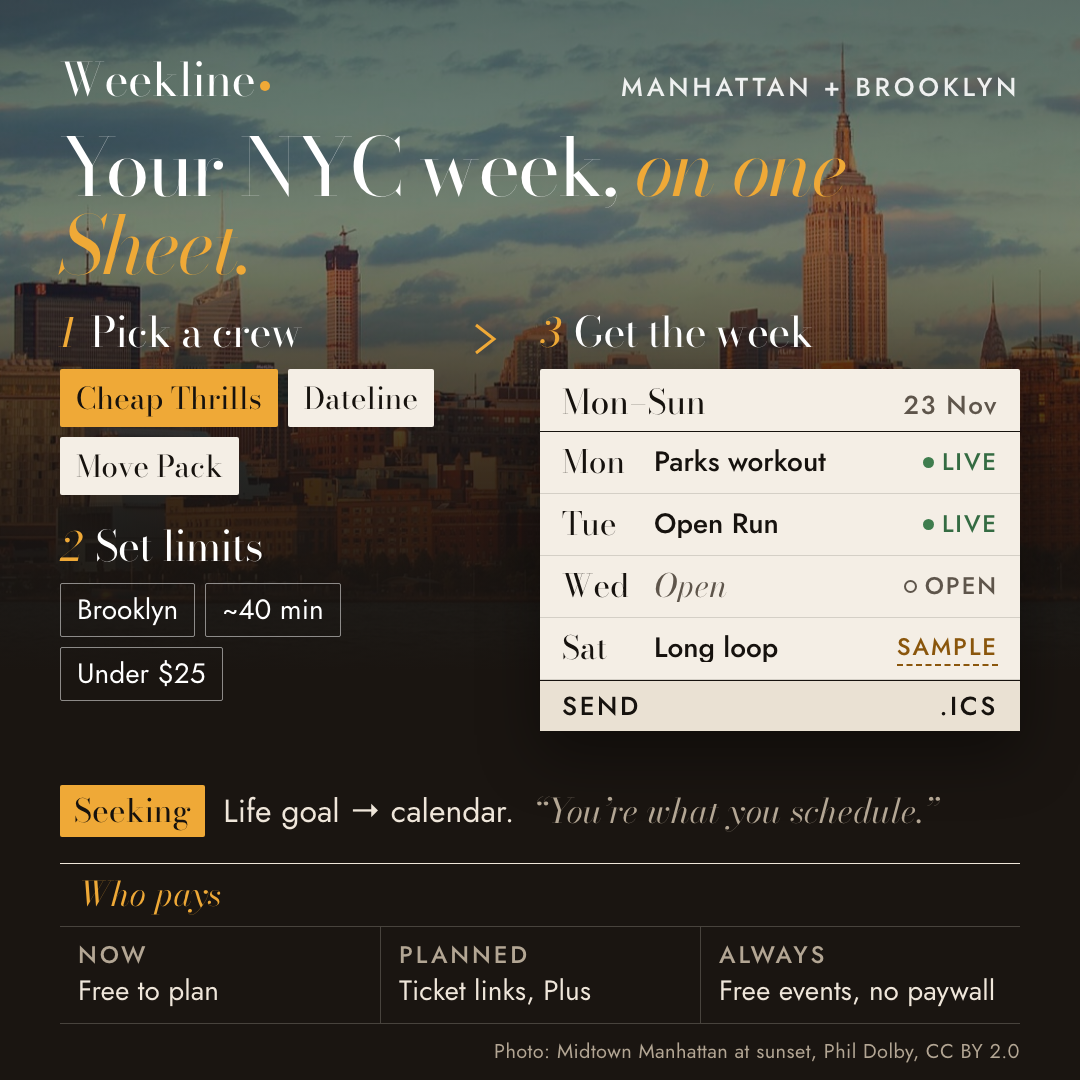 Weekline•
MANHATTAN + BROOKLYN
Your NYC week, on one
Sheet.
1 Pick a crew
Cheap Thrills
Dateline
Move Pack
2 Set limits
Brooklyn
~40 min
Under $25
>
3 Get the week
Mon–Sun 23 Nov
Mon Parks workout ● LIVE
Tue Open Run ● LIVE
Wed Open ○ OPEN
Sat Long loop SAMPLE
SEND .ICS
Seeking Life goal → calendar. “You’re what you schedule.”
Who pays
NOW
Free to plan
PLANNED
Ticket links, Plus
ALWAYS
Free events, no paywall
Photo: Midtown Manhattan at sunset, Phil Dolby, CC BY 2.0